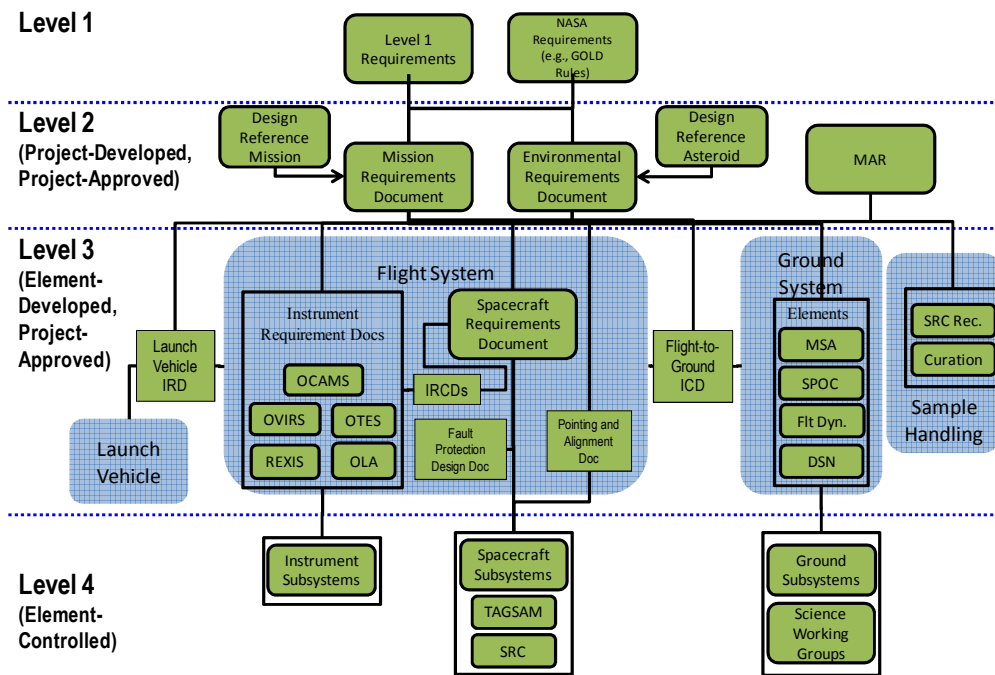 Level 1
Level 1
Requirements
NASA
Requirements
(e.g., GOLD
Rules)
Level 2
(Project-Developed,
Project-Approved)
Design
Reference
Mission
Mission
Requirements
Document
Environmental
Requirements
Document
Design
Reference
Asteroid
MAR
Level 3
(Element-
Developed,
Project-
Approved)
Launch
Vehicle
IRD
Launch
Vehicle
Flight System
Instrument
Requirement Docs
OCAMS
OVIRS
OTES
REXIS
OLA
IRCDs
Spacecraft
Requirements
Document
Fault
Protection
Design Doc
Pointing and
Alignment
Doc
Flight-to-
Ground
ICD
Ground
System
Elements
MSA
SPOC
Flt Dyn.
DSN
SRC Rec.
Curation
Sample
Handling
Level 4
(Element-
Controlled)
Instrument
Subsystems
Spacecraft
Subsystems
TAGSAM
SRC
Ground
Subsystems
Science
Working
Groups